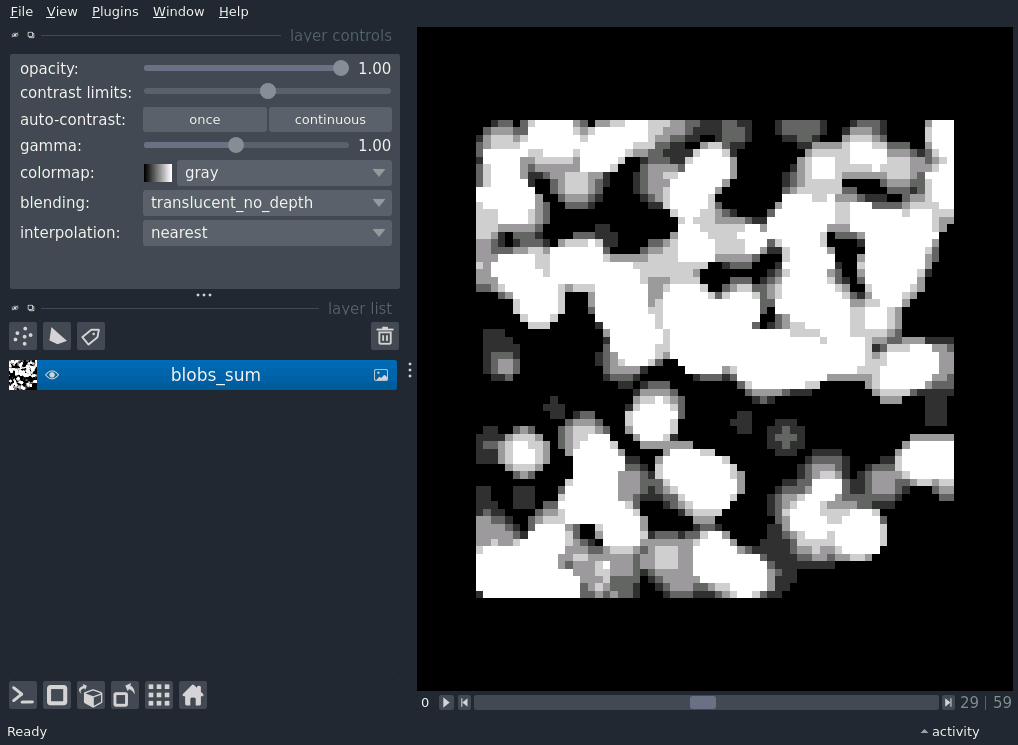 File View Plugins Window Help
layer controls
opacity: 1.00
contrast limits:
auto-contrast: once continuous
gamma: 1.00
colormap: gray
blending: translucent_no_depth
interpolation: nearest
layer list
blobs_sum
0 29 | 59
Ready activity